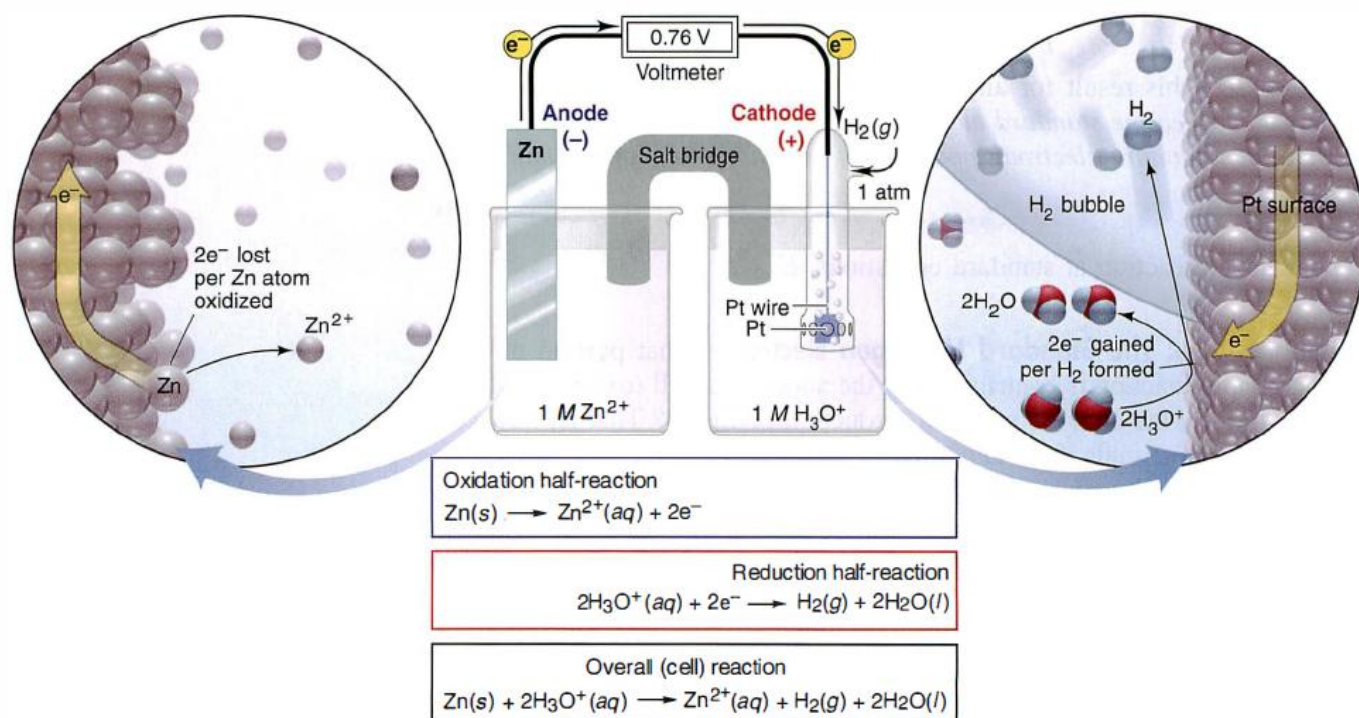 0.76 V
Voltmeter
e⁻
e⁻
Anode
(–)
Cathode
(+)
H₂(g)
1 atm
Zn
Salt bridge
Pt wire
Pt
1 M Zn²⁺
1 M H₃O⁺
e⁻
2e⁻ lost
per Zn atom
oxidized
Zn²⁺
Zn
H₂
H₂ bubble
Pt surface
2H₂O
2e⁻ gained
per H₂ formed
e⁻
2H₃O⁺
Oxidation half-reaction
Zn(s) ⟶ Zn²⁺(aq) + 2e⁻
Reduction half-reaction
2H₃O⁺(aq) + 2e⁻ ⟶ H₂(g) + 2H₂O(l)
Overall (cell) reaction
Zn(s) + 2H₃O⁺(aq) ⟶ Zn²⁺(aq) + H₂(g) + 2H₂O(l)